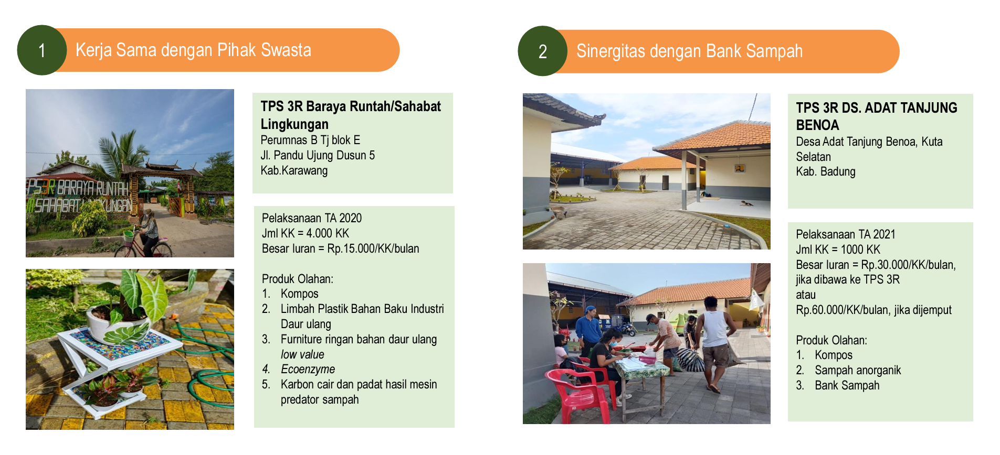 1
Kerja Sama dengan Pihak Swasta
PS3R BARAYA RUNTAH
SAHABAT LINGKUNGAN
TPS 3R Baraya Runtah/Sahabat
Lingkungan
Perumnas B Tj blok E
Jl. Pandu Ujung Dusun 5
Kab.Karawang
Pelaksanaan TA 2020
Jml KK = 4.000 KK
Besar Iuran = Rp.15.000/KK/bulan
Produk Olahan:
1. Kompos
2. Limbah Plastik Bahan Baku Industri
Daur ulang
3. Furniture ringan bahan daur ulang
low value
4. Ecoenzyme
5. Karbon cair dan padat hasil mesin
predator sampah
2
Sinergitas dengan Bank Sampah
TPS 3R DS. ADAT TANJUNG
BENOA
Desa Adat Tanjung Benoa, Kuta
Selatan
Kab. Badung
Pelaksanaan TA 2021
Jml KK = 1000 KK
Besar Iuran = Rp.30.000/KK/bulan,
jika dibawa ke TPS 3R
atau
Rp.60.000/KK/bulan, jika dijemput
Produk Olahan:
1. Kompos
2. Sampah anorganik
3. Bank Sampah